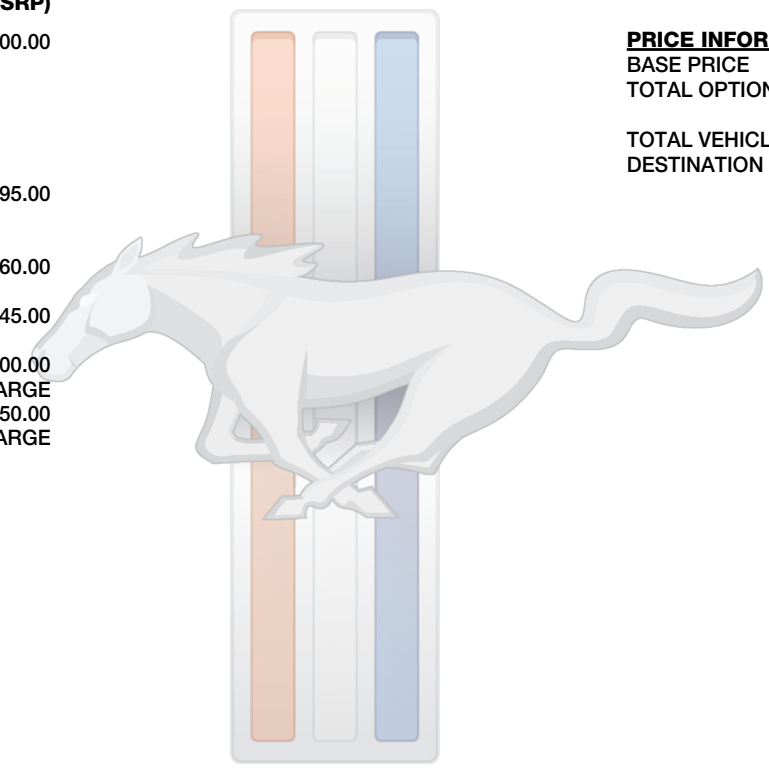 SRP)
00.00
95.00
60.00
45.00
00.00
ARGE
50.00
ARGE
PRICE INFOR
BASE PRICE
TOTAL OPTION
TOTAL VEHICL
DESTINATION